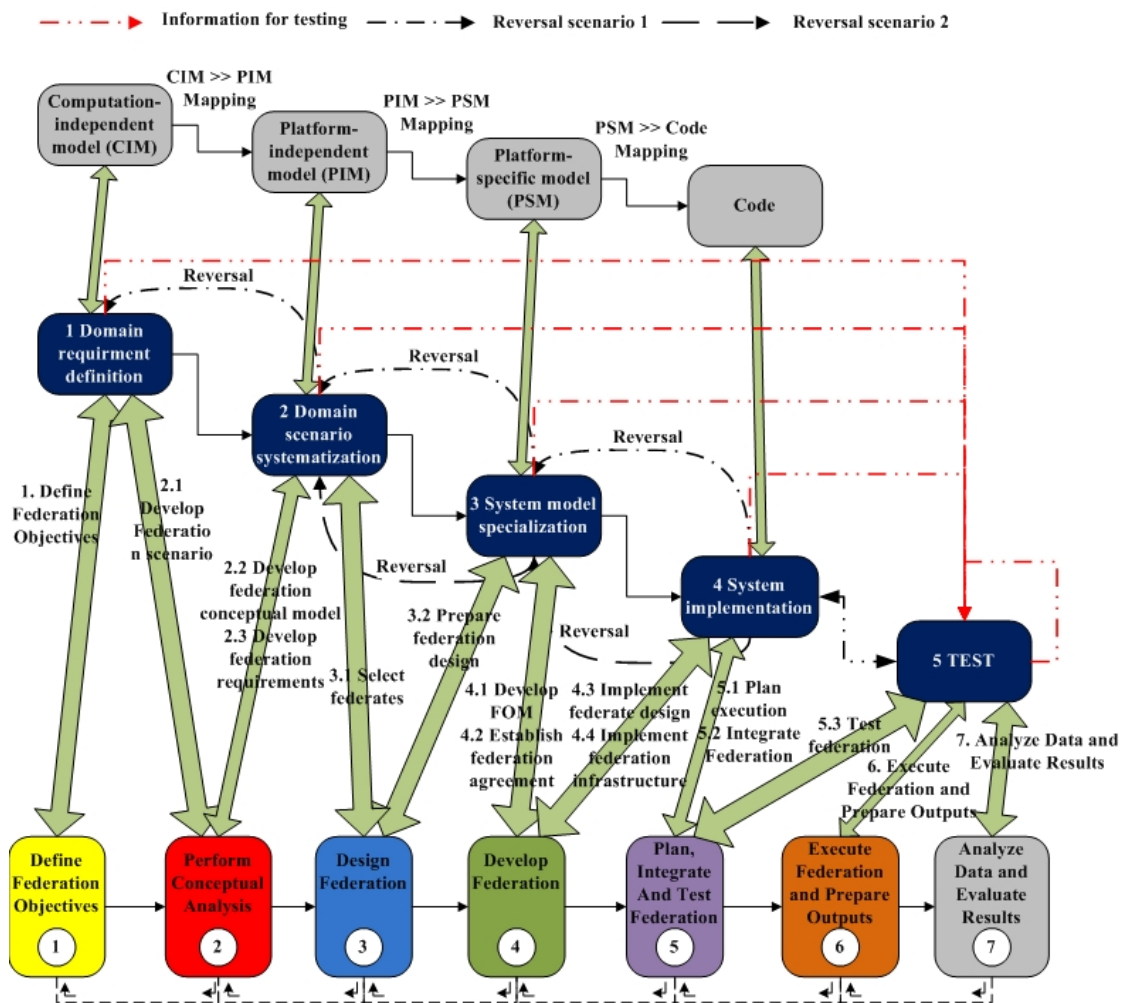 Information for testing
Reversal scenario 1
Reversal scenario 2
CIM >> PIM
Mapping
Computation-
independent
model (CIM)
PIM >> PSM
Mapping
Platform-
independent
model (PIM)
PSM >> Code
Mapping
Platform-
specific model
(PSM)
Code
Reversal
1 Domain
requirment
definition
Reversal
2 Domain
scenario
systematization
Reversal
3 System model
specialization
1. Define
Federation
Objectives
2.1
Develop
Federatio
n scenario
Reversal
4 System
implementation
2.2 Develop
federation
conceptual model
2.3 Develop
federation
requirements
3.1 Select
federates
3.2 Prepare
federation
design
Reversal
5 TEST
4.1 Develop
FOM
4.2 Establish
federation
agreement
4.3 Implement
federate design
4.4 Implement
federation
infrastructure
5.1 Plan
execution
5.2 Integrate
Federation
5.3 Test
federation
6. Execute
Federation and
Prepare Outputs
7. Analyze Data and
Evaluate Results
Define
Federation
Objectives
1
Perform
Conceptual
Analysis
2
Design
Federation
3
Develop
Federation
4
Plan,
Integrate
And Test
Federation
5
Execute
Federation
and Prepare
Outputs
6
Analyze
Data and
Evaluate
Results
7